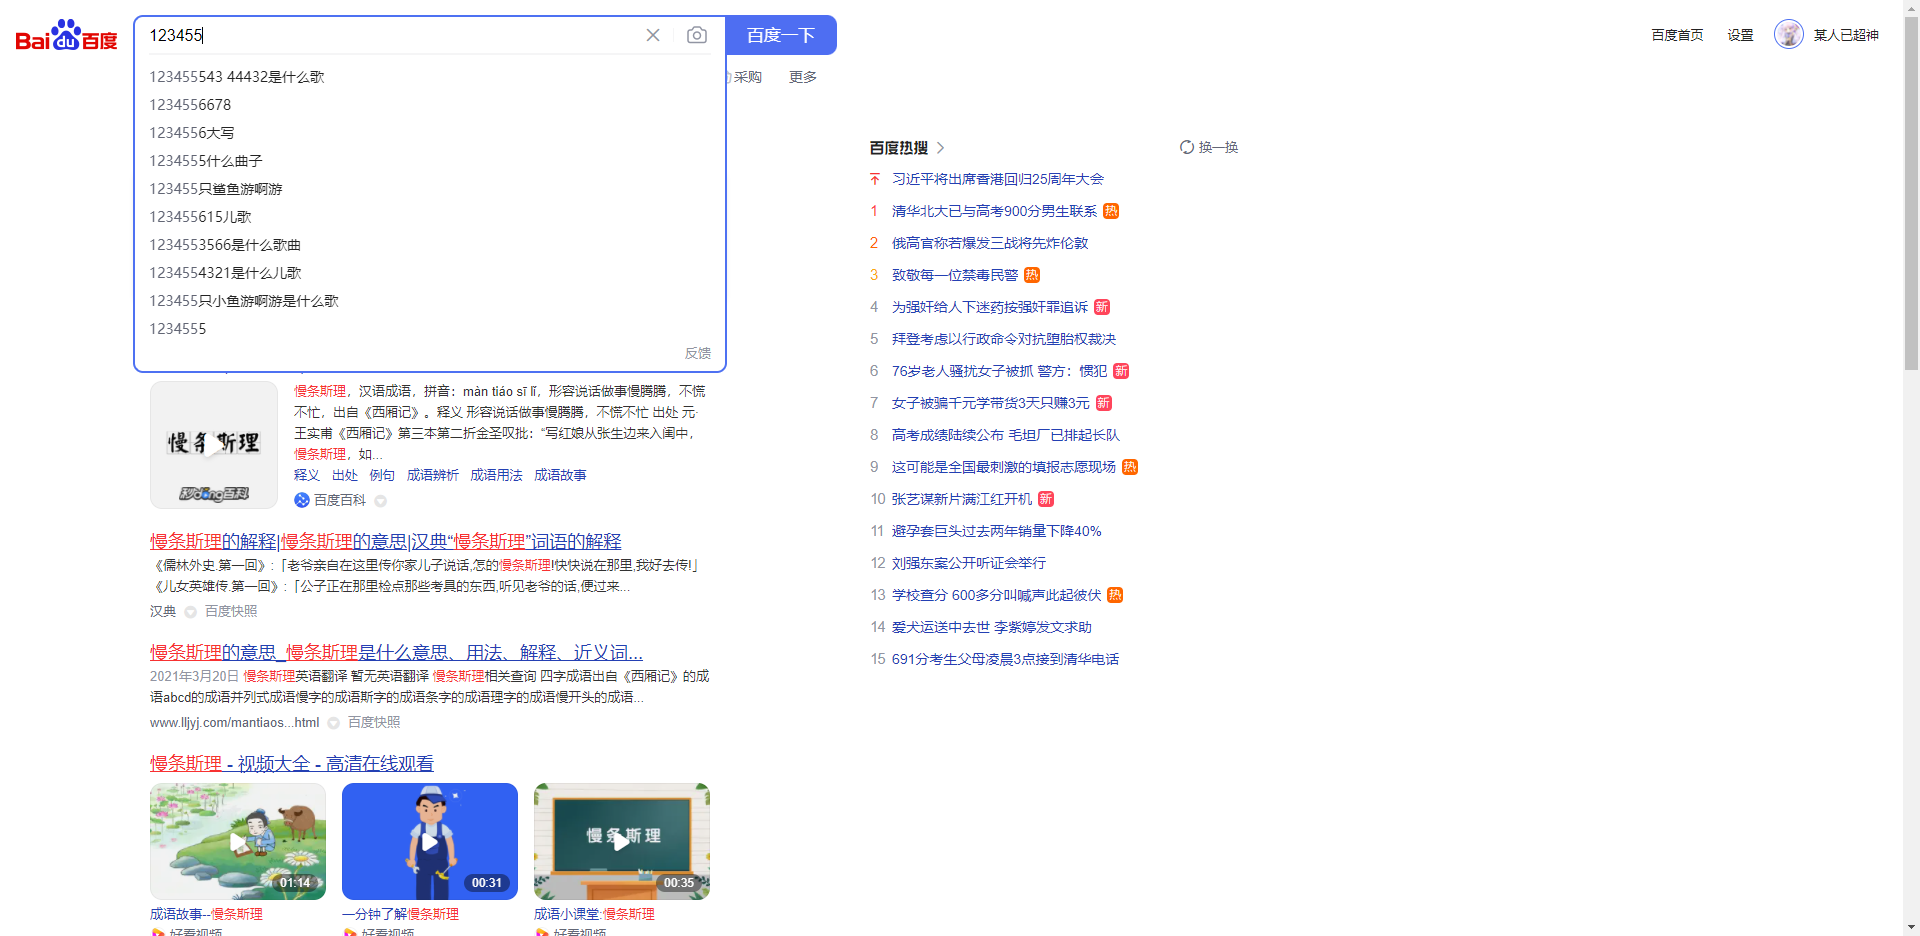 Bai du 百度
123455
百度一下
百度首页 设置 某人已超神
采购 更多
123455543 44432是什么歌
1234556678
1234556大写
1234555什么曲子
123455只鲨鱼游啊游
123455615儿歌
1234553566是什么歌曲
1234554321是什么儿歌
123455只小鱼游啊游是什么歌
1234555
反馈
慢条斯理
秒dong百科
慢条斯理，汉语成语，拼音：màn tiáo sī lǐ，形容说话做事慢腾腾，不慌
不忙，出自《西厢记》。释义 形容说话做事慢腾腾，不慌不忙 出处 元·
王实甫《西厢记》第三本第二折金圣叹批：“写红娘从张生边来入闺中，
慢条斯理，如...
释义 出处 例句 成语辨析 成语用法 成语故事
百度百科
慢条斯理的解释|慢条斯理的意思|汉典“慢条斯理”词语的解释
《儒林外史.第一回》:「老爷亲自在这里传你家儿子说话,怎的慢条斯理!快快说在那里,我好去传!」
《儿女英雄传.第一回》:「公子正在那里检点那些考具的东西,听见老爷的话,便过来...
汉典 百度快照
慢条斯理的意思_慢条斯理是什么意思、用法、解释、近义词...
2021年3月20日 慢条斯理英语翻译 暂无英语翻译 慢条斯理相关查询 四字成语出自《西厢记》的成
语abcd的成语并列式成语慢字的成语斯字的成语条字的成语理字的成语慢开头的成语...
www.lljyj.com/mantiaos...html 百度快照
慢条斯理 - 视频大全 - 高清在线观看
01:14
00:31
慢条斯理
00:35
成语故事--慢条斯理
一分钟了解慢条斯理
成语小课堂:慢条斯理
好看视频
好看视频
好看视频
百度热搜 换一换
习近平将出席香港回归25周年大会
1 清华北大已与高考900分男生联系 热
2 俄高官称若爆发三战将先炸伦敦
3 致敬每一位禁毒民警 热
4 为强奸给人下迷药按强奸罪追诉 新
5 拜登考虑以行政命令对抗堕胎权裁决
6 76岁老人骚扰女子被抓 警方：惯犯 新
7 女子被骗千元学带货3天只赚3元 新
8 高考成绩陆续公布 毛坦厂已排起长队
9 这可能是全国最刺激的填报志愿现场 热
10 张艺谋新片满江红开机 新
11 避孕套巨头过去两年销量下降40%
12 刘强东案公开听证会举行
13 学校查分 600多分叫喊声此起彼伏 热
14 爱犬运送中去世 李紫婷发文求助
15 691分考生父母凌晨3点接到清华电话